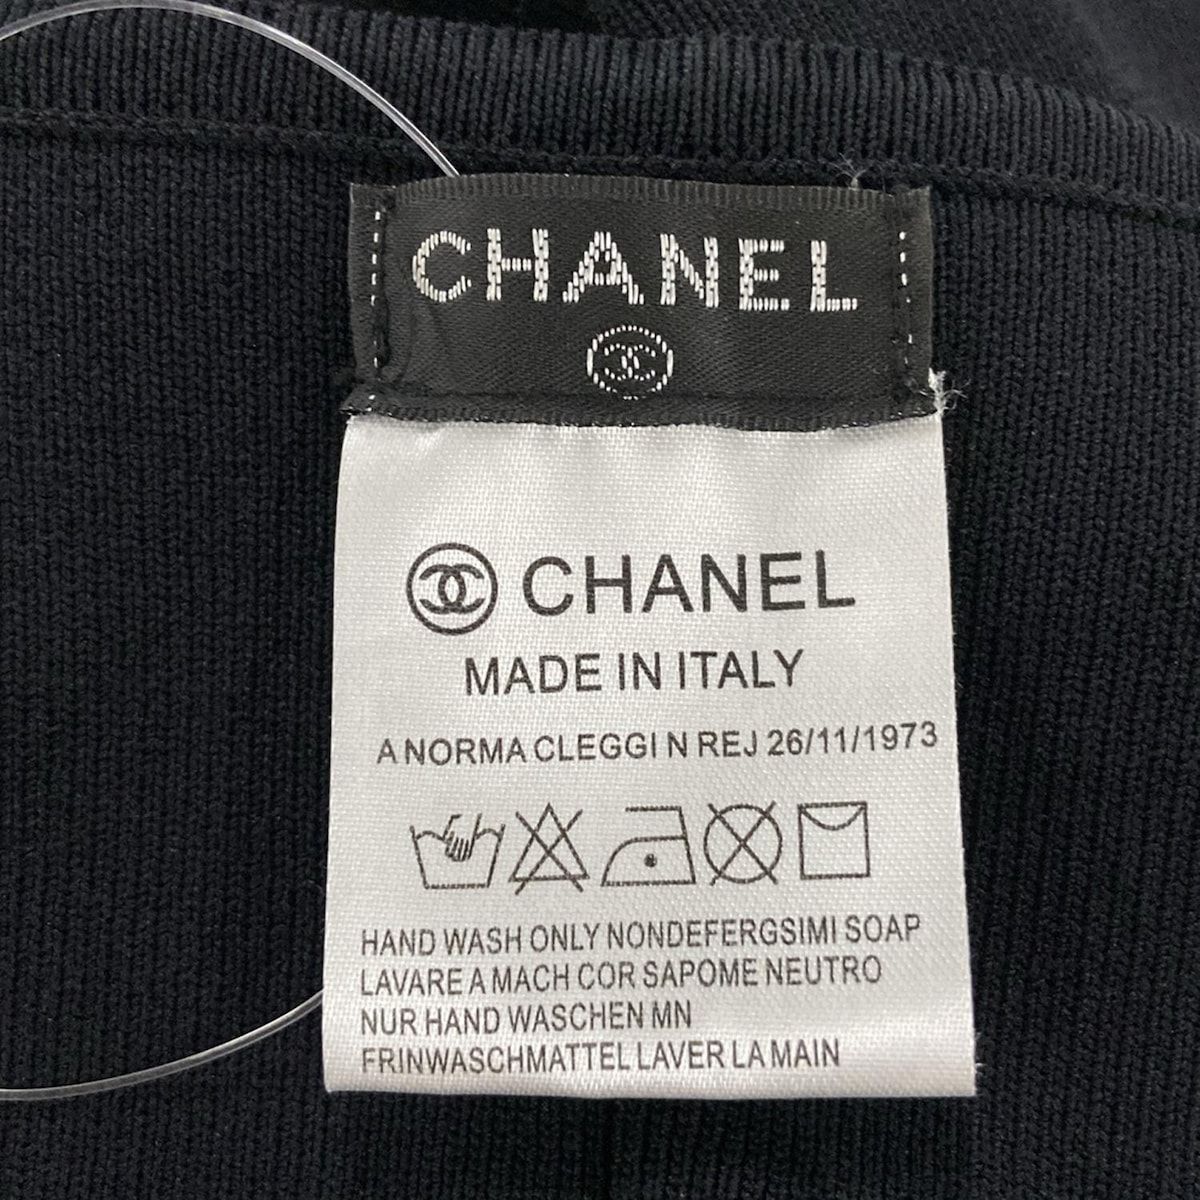 CHANEL
CHANEL
MADE IN ITALY
A NORMA CLEGGI N REJ 26/11/1973
HAND WASH ONLY NONDEFERGSIMI SOAP
LAVARE A MACH COR SAPOME NEUTRO
NUR HAND WASCHEN MN
FRINWASCHMATTEL LAVER LA MAIN